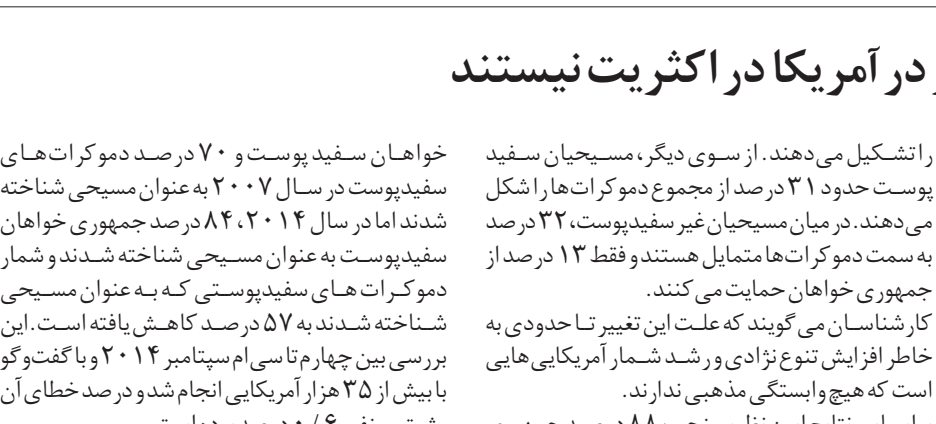 در آمریکا در اکثریت نیستند
را تشکیل می‌دهند. از سوی دیگر، مسیحیان سفید
پوست حدود ۳۱ درصد از مجموع دموکرات‌ها را شکل
می‌دهند. در میان مسیحیان غیر سفیدپوست، ۳۲ درصد
به سمت دموکرات‌ها متمایل هستند و فقط ۱۳ درصد از
جمهوری خواهان حمایت می‌کنند.
کارشناسان می‌گویند که علت این تغییر تا حدودی به
خاطر افزایش تنوع نژادی و رشد شمار آمریکایی‌هایی
است که هیچ وابستگی مذهبی ندارند.
خواهان سفیدپوست و ۷۰ درصد دموکرات‌های
سفیدپوست در سال ۲۰۰۷ به عنوان مسیحی شناخته
شدند اما در سال ۲۰۱۴، ۸۴ درصد جمهوری خواهان
سفیدپوست به عنوان مسیحی شناخته شدند و شمار
دموکرات‌های سفیدپوستی که به عنوان مسیحی
شناخته شدند به ۵۷ درصد کاهش یافته است. این
بررسی بین چهارم تا سی‌ام سپتامبر ۲۰۱۴ و با گفت‌وگو
با بیش از ۳۵ هزار آمریکایی انجام شد و درصد خطای آن